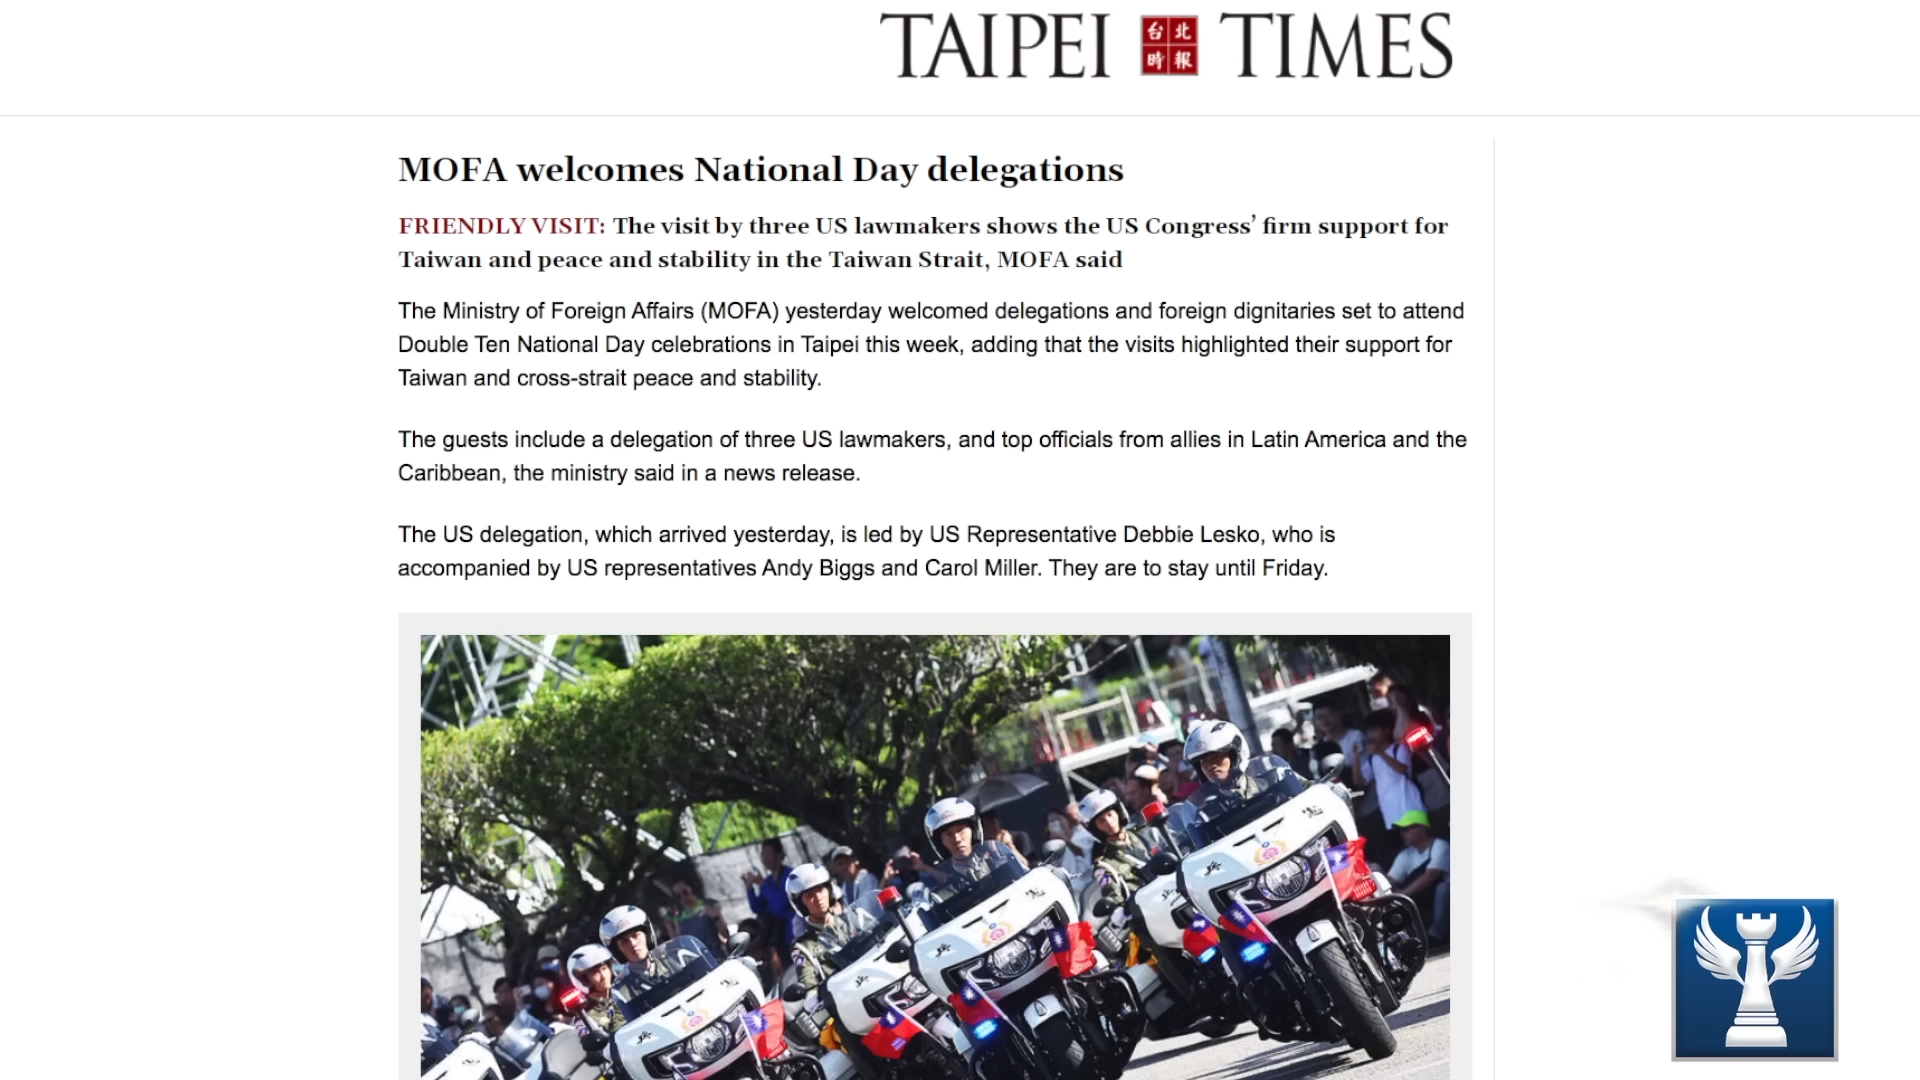 TAIPEI 台北時報 TIMES
MOFA welcomes National Day delegations
FRIENDLY VISIT: The visit by three US lawmakers shows the US Congress’ firm support for
Taiwan and peace and stability in the Taiwan Strait, MOFA said
The Ministry of Foreign Affairs (MOFA) yesterday welcomed delegations and foreign dignitaries set to attend
Double Ten National Day celebrations in Taipei this week, adding that the visits highlighted their support for
Taiwan and cross-strait peace and stability.
The guests include a delegation of three US lawmakers, and top officials from allies in Latin America and the
Caribbean, the ministry said in a news release.
The US delegation, which arrived yesterday, is led by US Representative Debbie Lesko, who is
accompanied by US representatives Andy Biggs and Carol Miller. They are to stay until Friday.